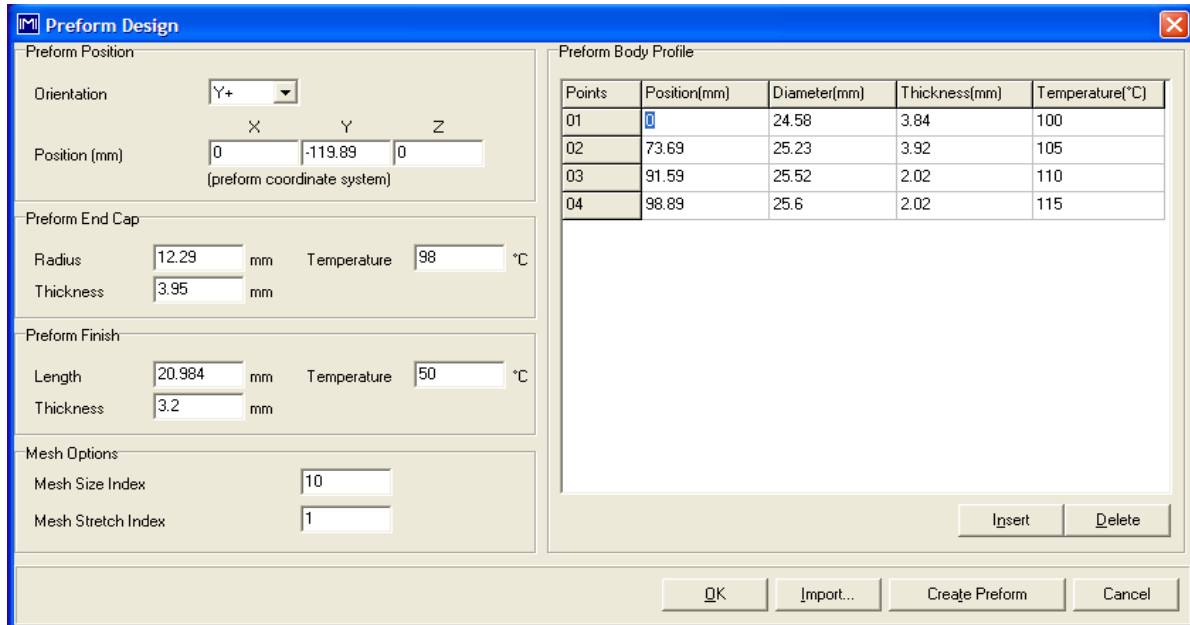 IMI Preform Design
Preform Position
Orientation Y+
X Y Z
Position (mm) 0 -119.89 0
(preform coordinate system)
Preform End Cap
Radius 12.29 mm Temperature 98 °C
Thickness 3.95 mm
Preform Finish
Length 20.984 mm Temperature 50 °C
Thickness 3.2 mm
Mesh Options
Mesh Size Index 10
Mesh Stretch Index 1
Preform Body Profile
Points Position(mm) Diameter(mm) Thickness(mm) Temperature(°C)
01 0 24.58 3.84 100
02 73.69 25.23 3.92 105
03 91.59 25.52 2.02 110
04 98.89 25.6 2.02 115
Insert Delete
OK Import... Create Preform Cancel